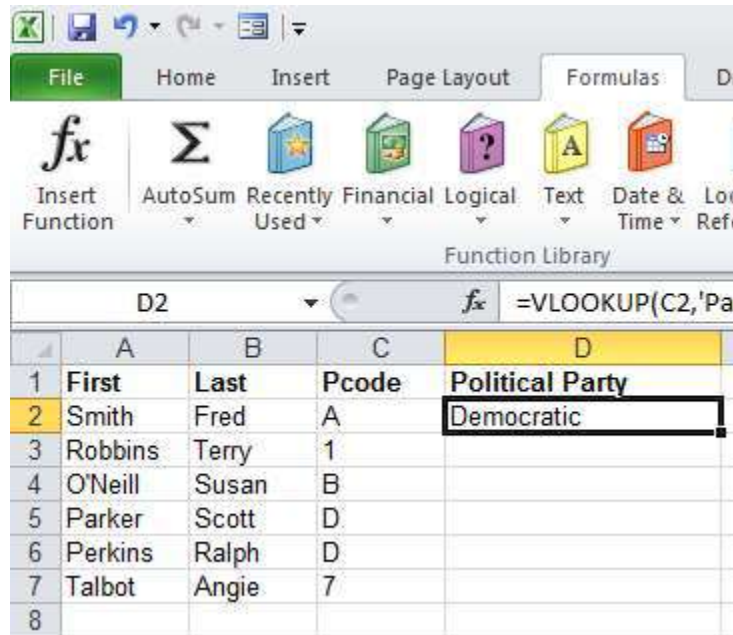 File Home Insert Page Layout Formulas
fx Σ ? A
Insert Function AutoSum Recently Used Financial Logical Text Date & Time
Function Library
D2 fx =VLOOKUP(C2,'Pa
A B C D
1 First Last Pcode Political Party
2 Smith Fred A Democratic
3 Robbins Terry 1
4 O'Neill Susan B
5 Parker Scott D
6 Perkins Ralph D
7 Talbot Angie 7
8